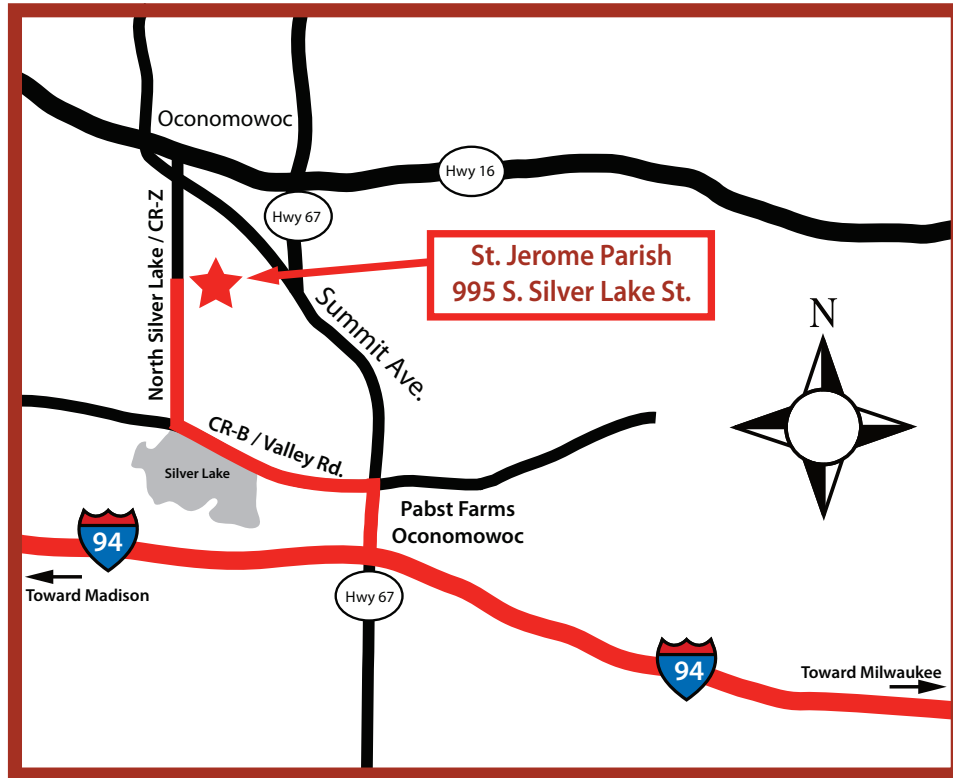 Oconomowoc
Hwy 16
Hwy 67
North Silver Lake / CR-Z
St. Jerome Parish
995 S. Silver Lake St.
Summit Ave.
N
CR-B / Valley Rd.
Silver Lake
Pabst Farms
Oconomowoc
94
Toward Madison
Hwy 67
94
Toward Milwaukee